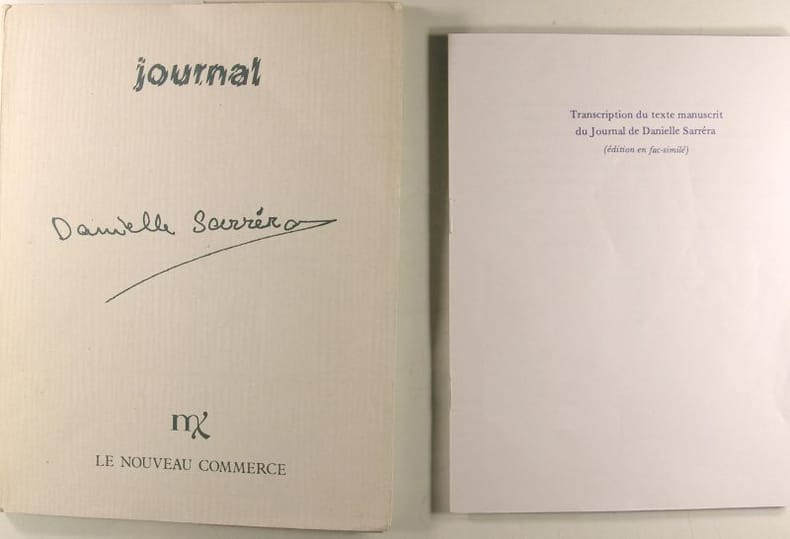 journal
Danielle Sarréra
LE NOUVEAU COMMERCE
Transcription du texte manuscrit
du Journal de Danielle Sarréra
(édition en fac-similé)